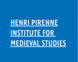 HENRI PIRENNE
INSTITUTE FOR
MEDIEVAL STUDIES